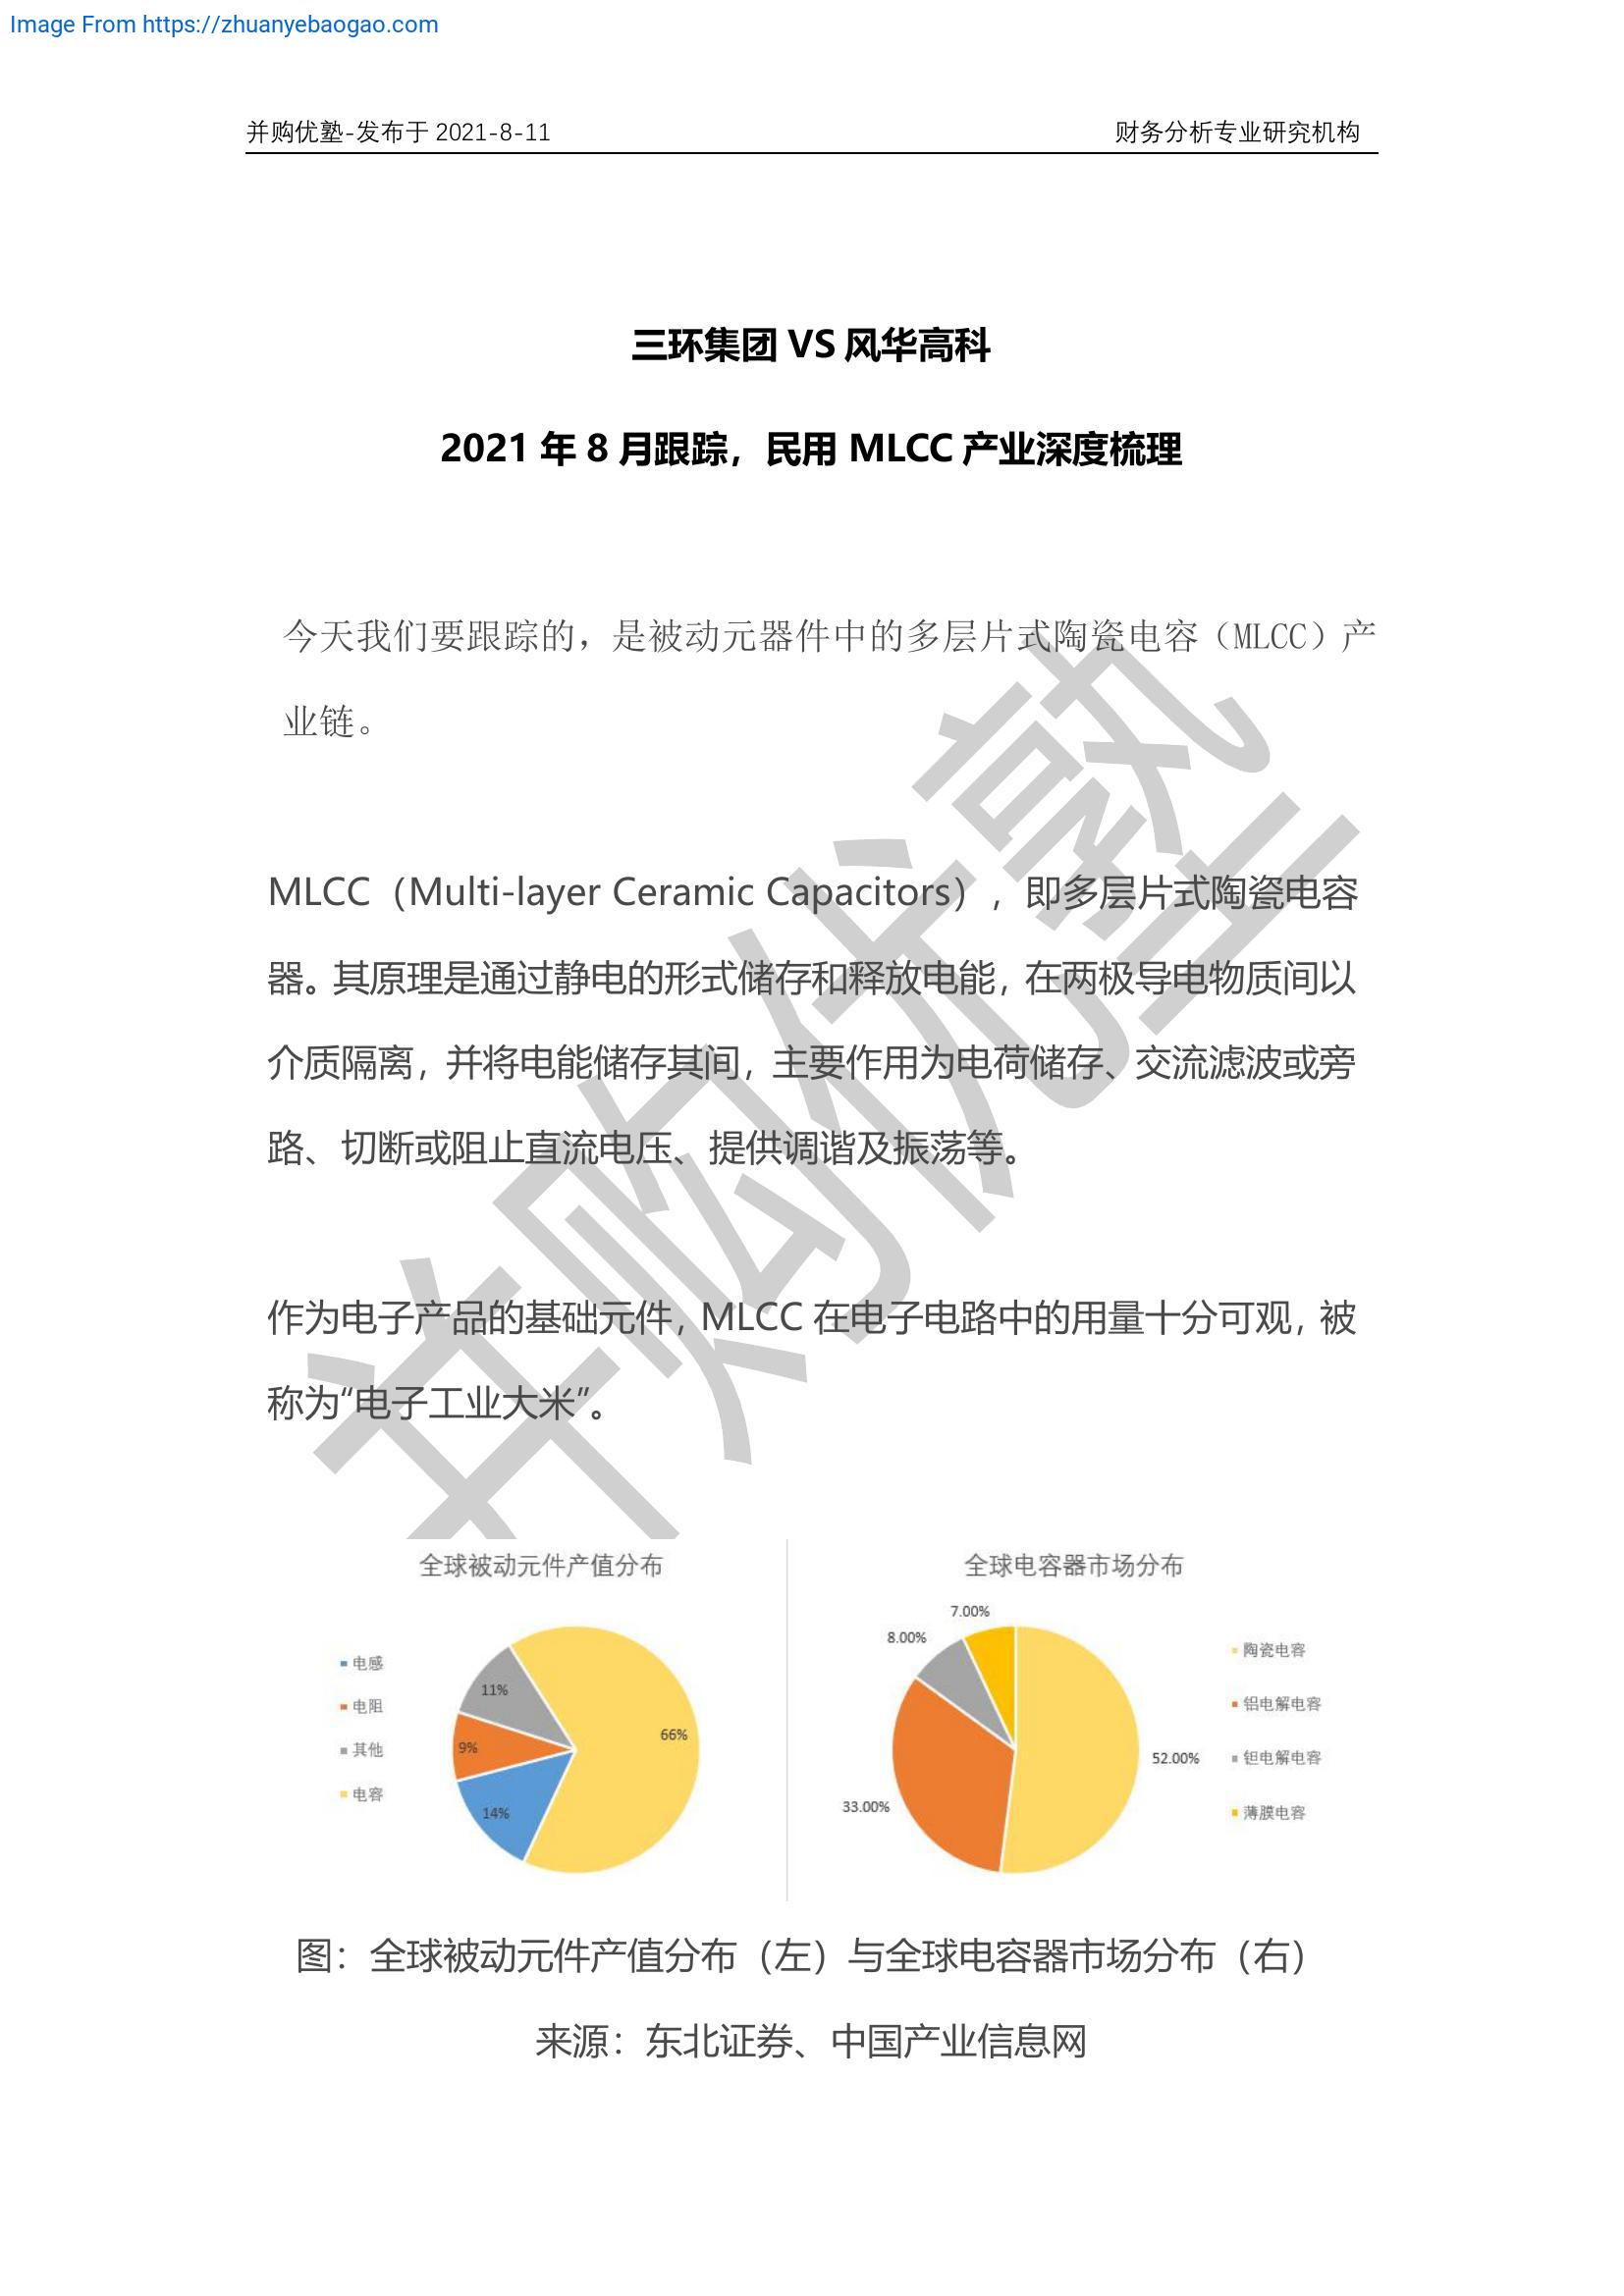 Image From https://zhuanyebaogao.com
并购优塾-发布于 2021-8-11 财务分析专业研究机构
三环集团 VS 风华高科
2021 年 8 月跟踪，民用 MLCC 产业深度梳理
今天我们要跟踪的，是被动元器件中的多层片式陶瓷电容（MLCC）产
业链。
MLCC（Multi-layer Ceramic Capacitors），即多层片式陶瓷电容
器。其原理是通过静电的形式储存和释放电能，在两极导电物质间以
介质隔离，并将电能储存其间，主要作用为电荷储存、交流滤波或旁
路、切断或阻止直流电压、提供调谐及振荡等。
作为电子产品的基础元件，MLCC 在电子电路中的用量十分可观，被
称为“电子工业大米”。
并购优塾
全球被动元件产值分布
电感
电阻
其他
电容
11%
9%
14%
66%
全球电容器市场分布
7.00%
8.00%
33.00%
52.00%
陶瓷电容
铝电解电容
钽电解电容
薄膜电容
图：全球被动元件产值分布（左）与全球电容器市场分布（右）
来源：东北证券、中国产业信息网